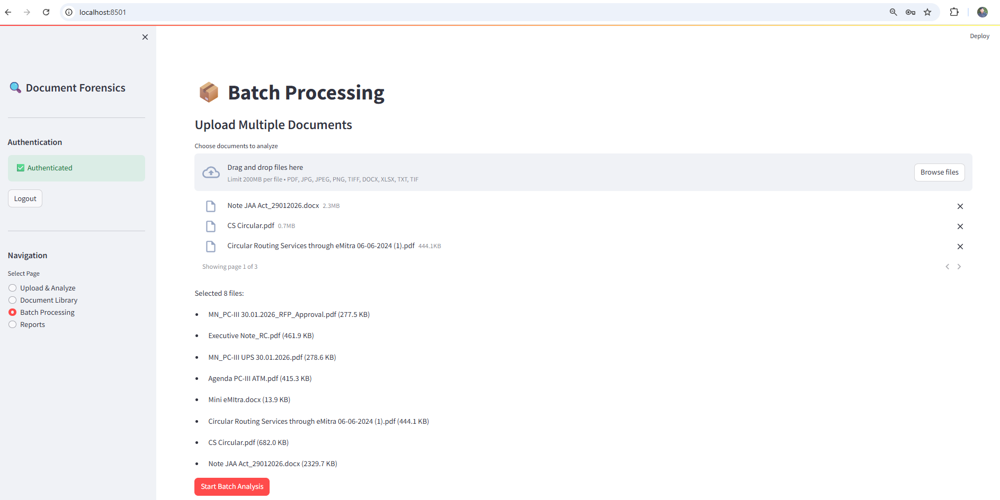 localhost:8501
Deploy
Document Forensics
Authentication
Authenticated
Logout
Navigation
Select Page
Upload & Analyze
Document Library
Batch Processing
Reports
Batch Processing
Upload Multiple Documents
Choose documents to analyze
Drag and drop files here
Limit 200MB per file • PDF, JPG, JPEG, PNG, TIFF, DOCX, XLSX, TXT, TIF
Browse files
Note JAA Act_29012026.docx 2.3MB
CS Circular.pdf 0.7MB
Circular Routing Services through eMitra 06-06-2024 (1).pdf 444.1KB
Showing page 1 of 3
Selected 8 files:
• MN_PC-III 30.01.2026_RFP_Approval.pdf (277.5 KB)
• Executive Note_RC.pdf (461.9 KB)
• MN_PC-III UPS 30.01.2026.pdf (278.6 KB)
• Agenda PC-III ATM.pdf (415.3 KB)
• Mini eMItra.docx (13.9 KB)
• Circular Routing Services through eMitra 06-06-2024 (1).pdf (444.1 KB)
• CS Circular.pdf (682.0 KB)
• Note JAA Act_29012026.docx (2329.7 KB)
Start Batch Analysis